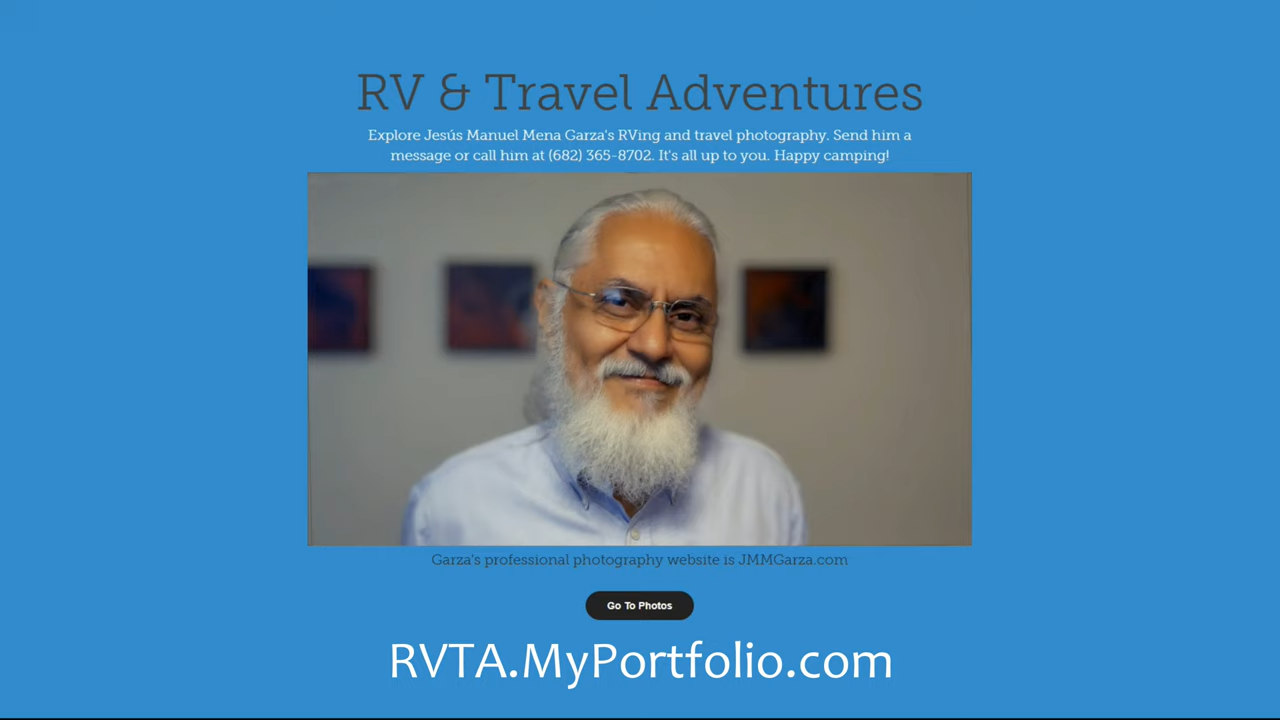 RV & Travel Adventures
Explore Jesús Manuel Mena Garza's RVing and travel photography. Send him a
message or call him at (682) 365-8702. It's all up to you. Happy camping!
Garza's professional photography website is JMMGarza.com
Go To Photos
RVTA.MyPortfolio.com